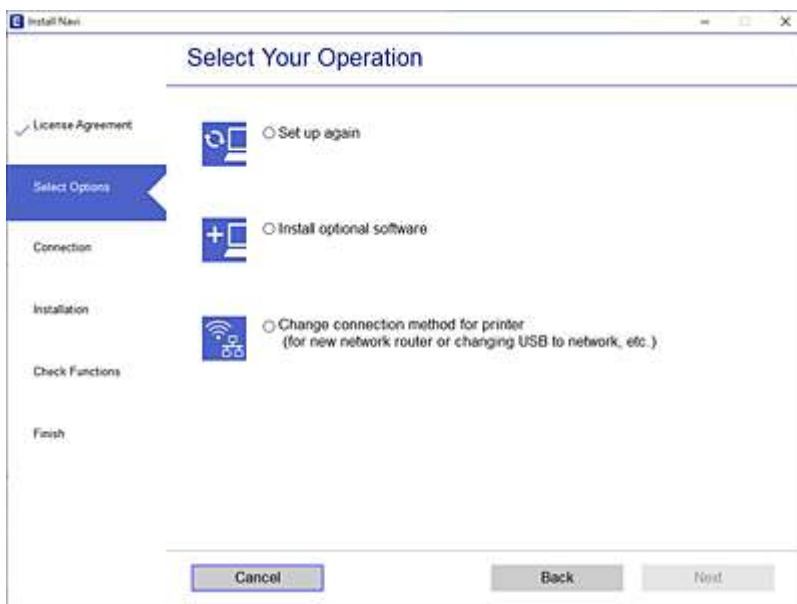 Install Navi
Select Your Operation
License Agreement
Select Options
Connection
Installation
Check Functions
Finish
Set up again
Install optional software
Change connection method for printer
(for new network router or changing USB to network, etc.)
Cancel
Back
Next